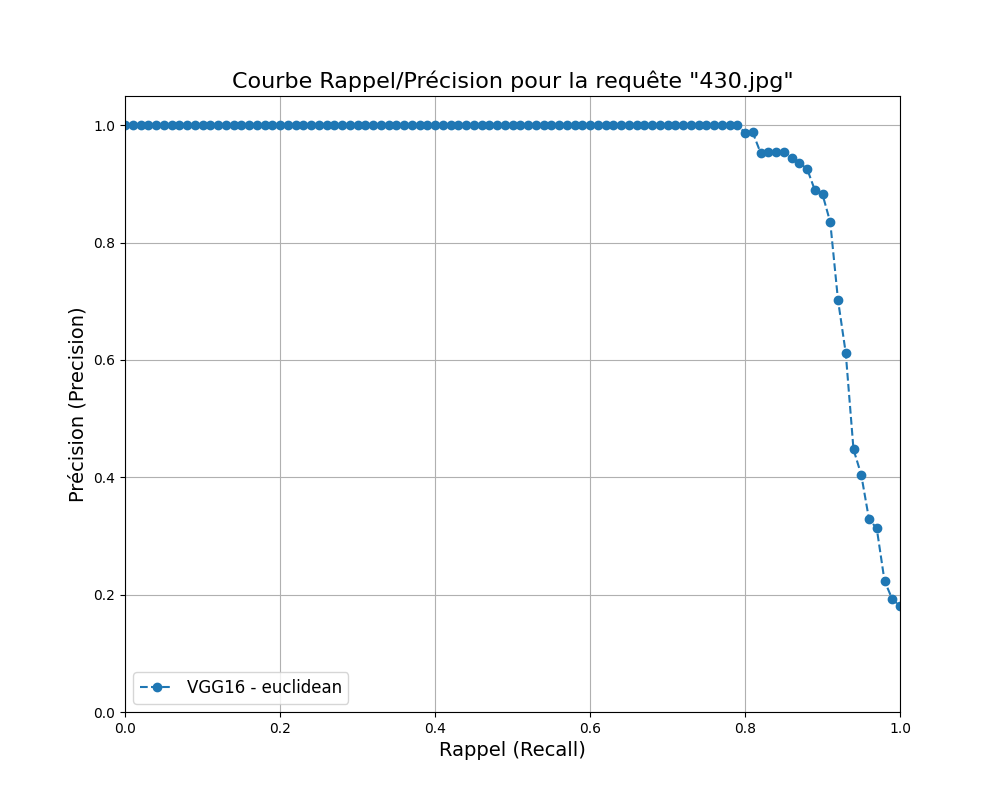 Courbe Rappel/Précision pour la requête "430.jpg"
Précision (Precision)
1.0
0.8
0.6
0.4
0.2
0.0
VGG16 - euclidean
0.0 0.2 0.4 0.6 0.8 1.0
Rappel (Recall)